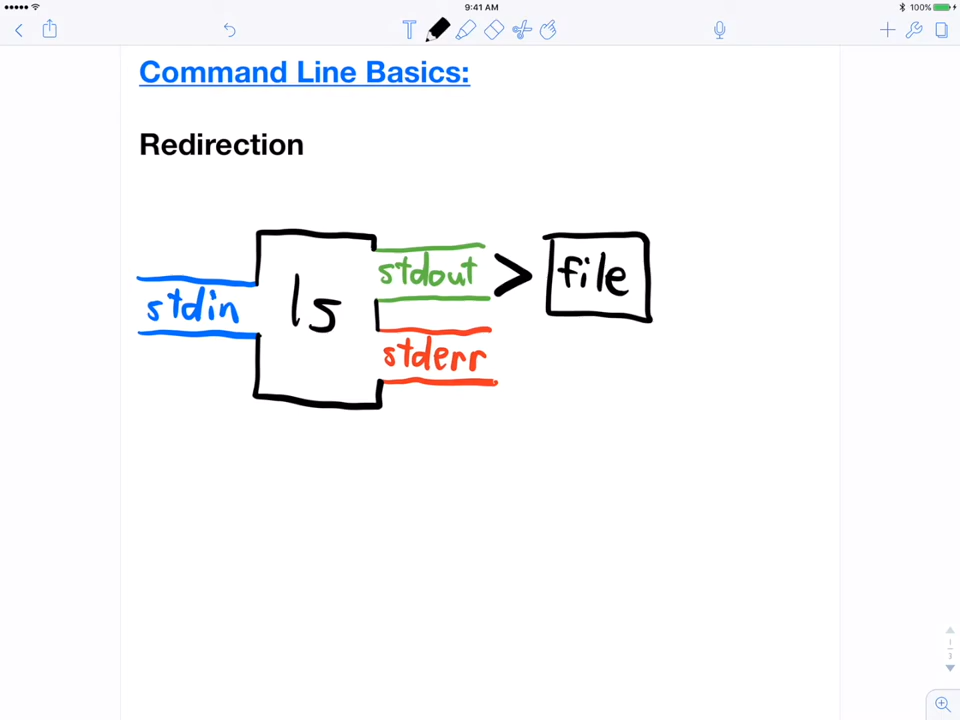 9:41 AM
100%
T
Command Line Basics:
Redirection
stdin
ls
stdout > file
stderr